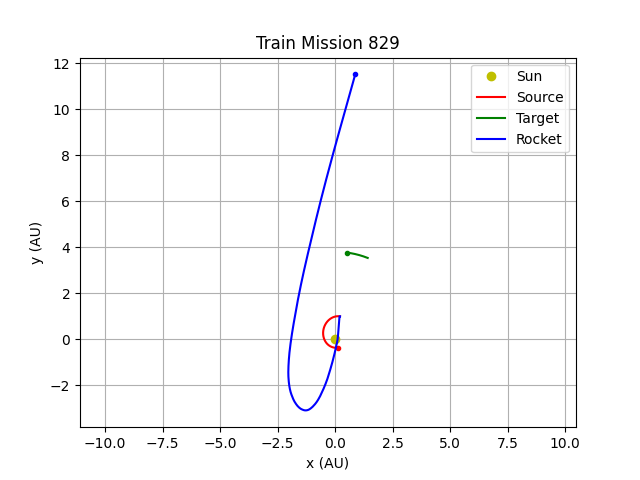 Train Mission 829
12
10
8
6
4
2
0
−2
y (AU)
Sun
Source
Target
Rocket
−10.0 −7.5 −5.0 −2.5 0.0 2.5 5.0 7.5 10.0
x (AU)